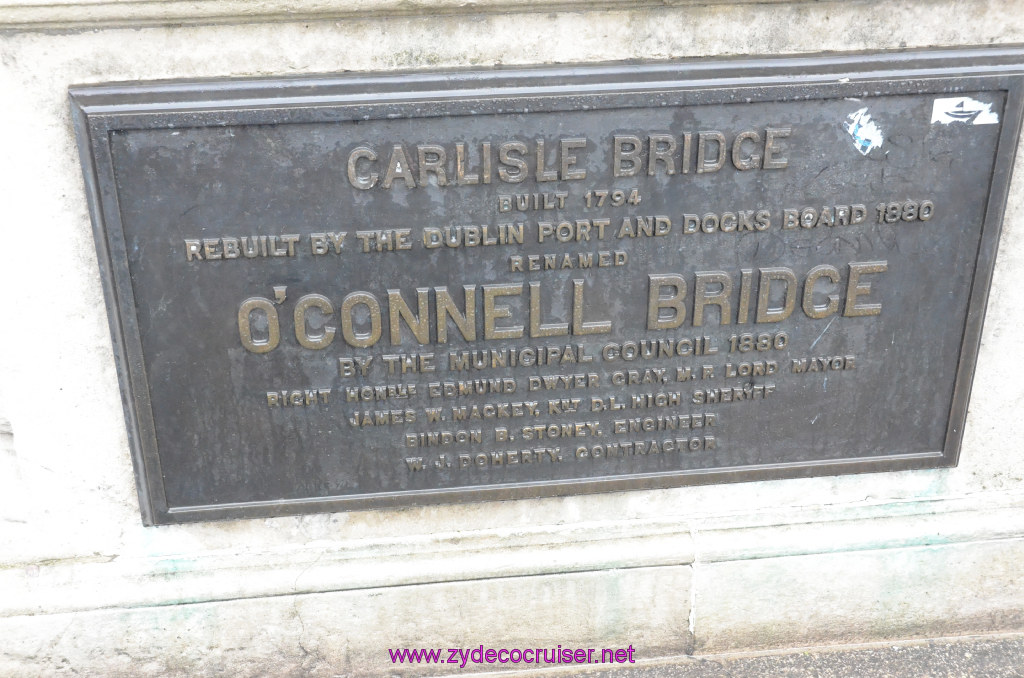 CARLISLE BRIDGE
BUILT 1794
REBUILT BY THE DUBLIN PORT AND DOCKS BOARD 1880
RENAMED
O'CONNELL BRIDGE
BY THE MUNICIPAL COUNCIL 1880
RIGHT HONBLE EDMUND DWYER GRAY, M.P. LORD MAYOR
JAMES W. MACKEY, KNT D.L. HIGH SHERIFF
BINDON B. STONEY, ENGINEER
W. J. DOHERTY, CONTRACTOR
www.zydecocruiser.net